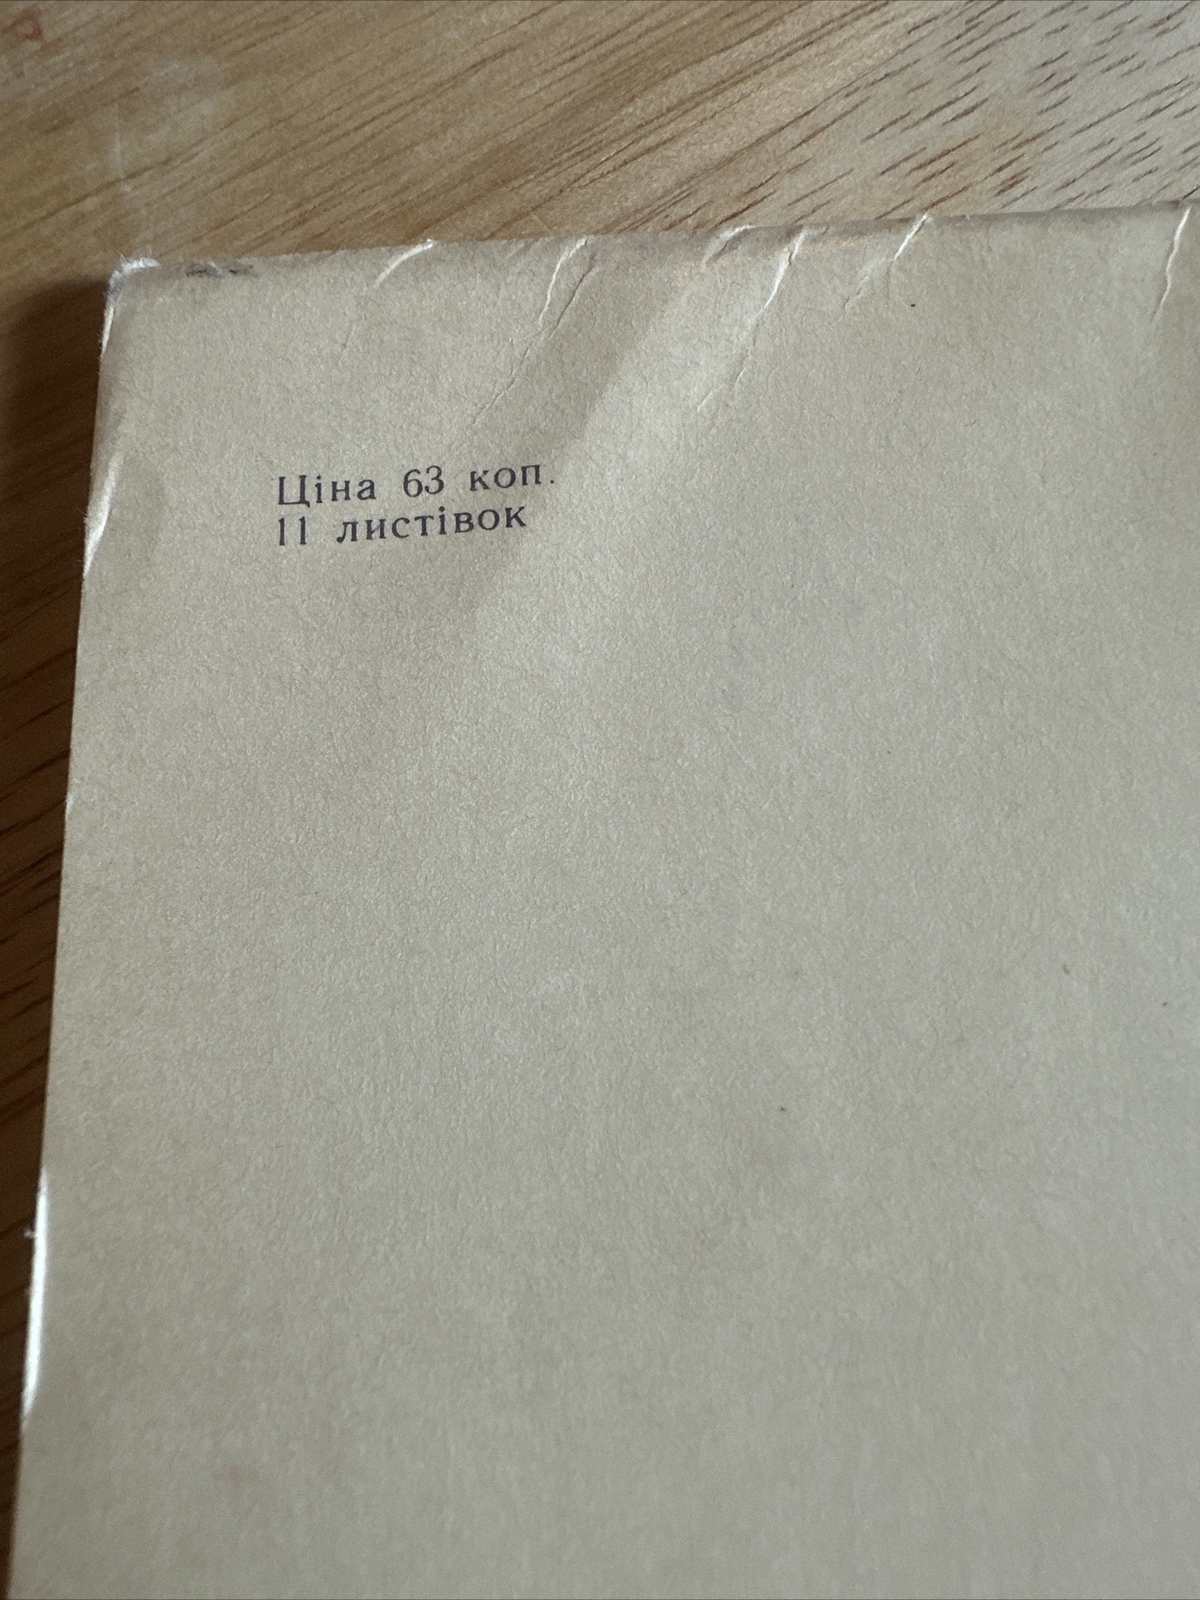 Ціна 63 коп.
11 листівок